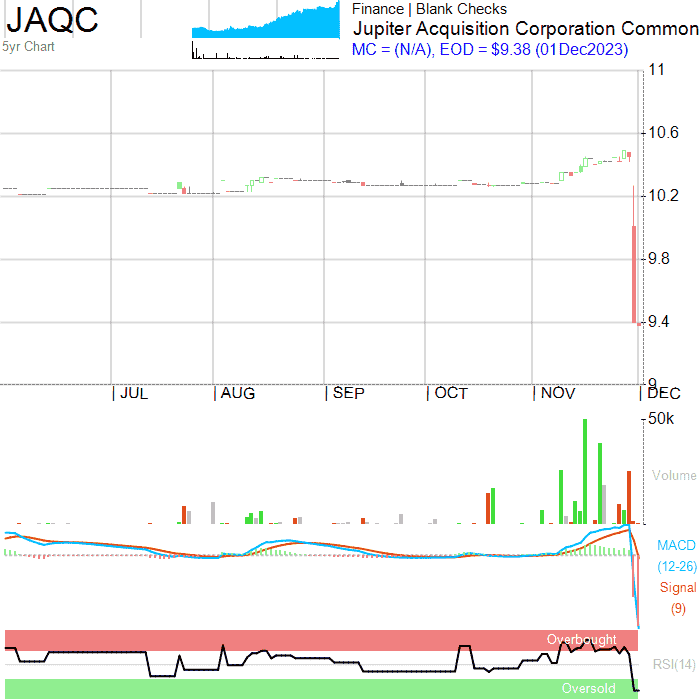 JAQC
5yr Chart
Finance | Blank Checks
Jupiter Acquisition Corporation Common
MC = (N/A), EOD = $9.38 (01Dec2023)
11
10.6
10.2
9.8
9.4
9
| JUL | AUG | SEP | OCT | NOV | DEC
50k
Volume
MACD
(12-26)
Signal
(9)
Overbought
RSI(14)
Oversold